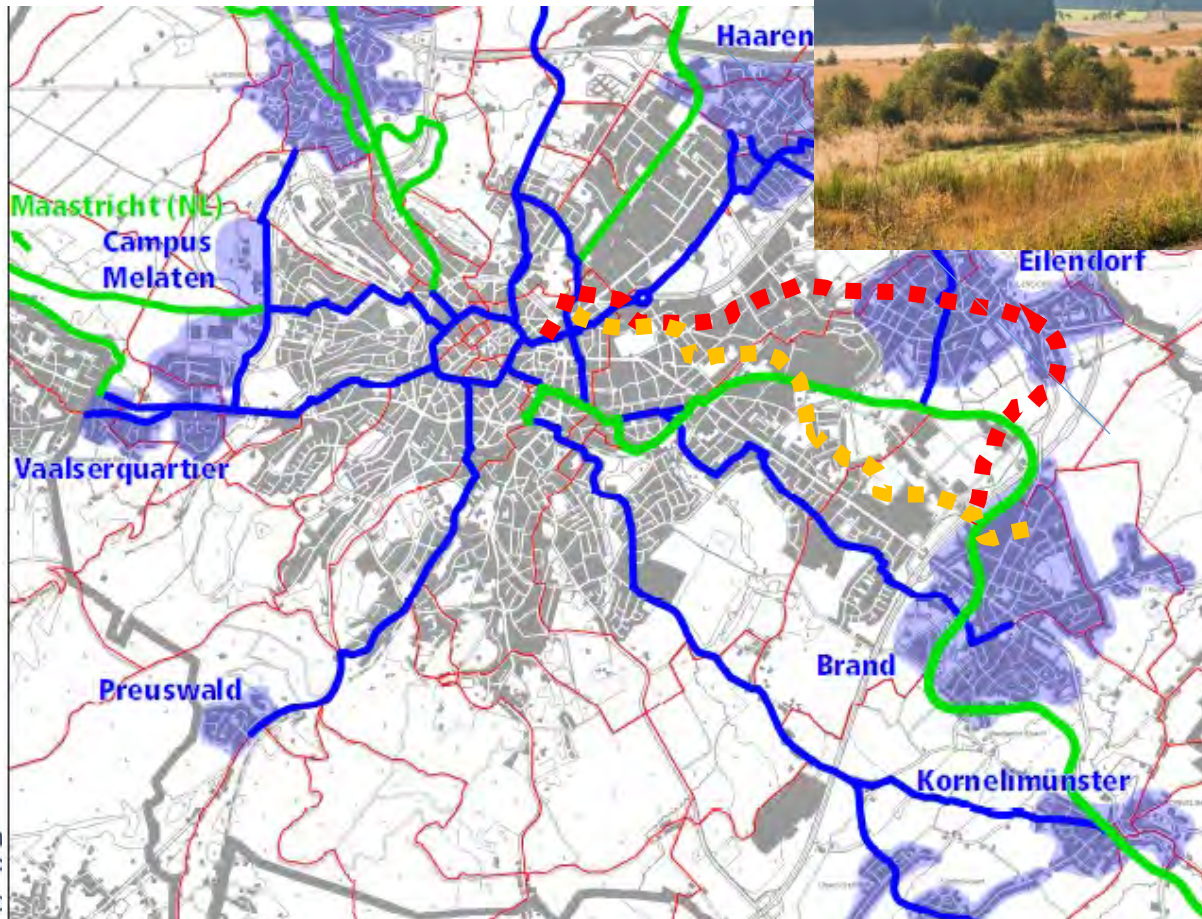 Haaren
Maastricht (NL)
Campus
Melaten
Eilendorf
Vaalserquartier
Brand
Preuswald
Kornelimünster